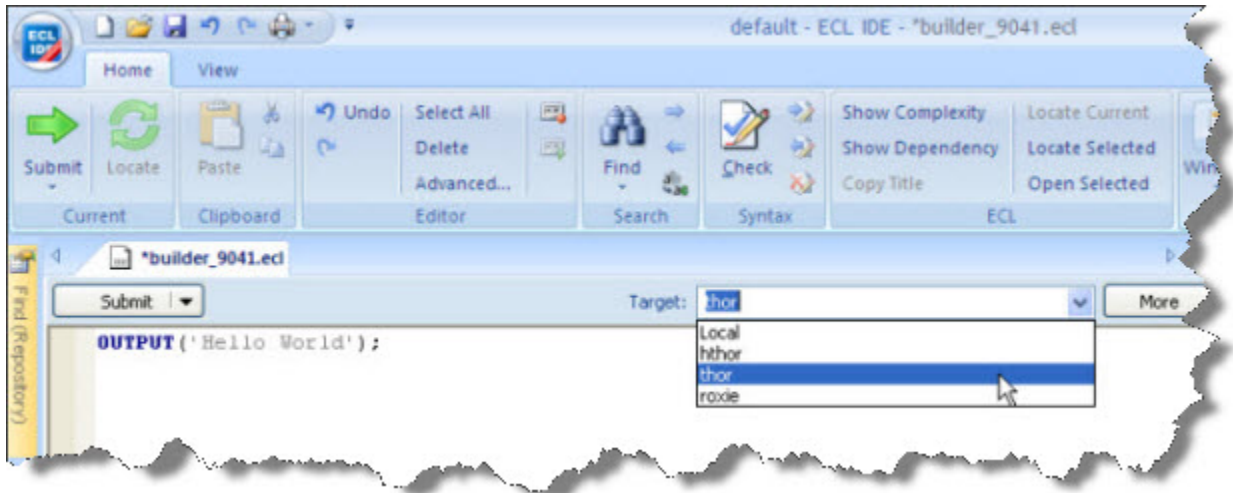 ECL IDE
default - ECL IDE - *builder_9041.ecl
Home View
Submit Locate Paste Undo Select All Find Check Show Complexity Locate Current
Delete Show Dependency Locate Selected
Advanced... Copy Title Open Selected
Current Clipboard Editor Search Syntax ECL
*builder_9041.ecl
Submit Target: thor More
Find (Repository)
OUTPUT('Hello World');
Local
hthor
thor
roxie